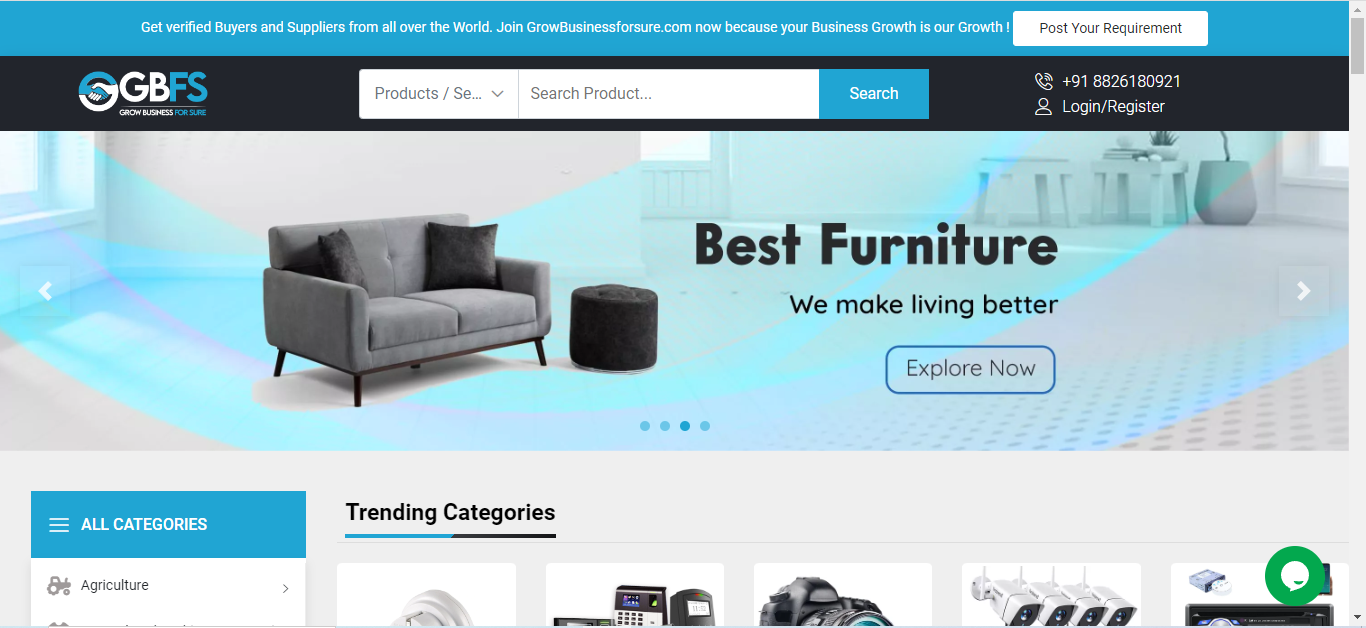 Get verified Buyers and Suppliers from all over the World. Join GrowBusinessforsure.com now because your Business Growth is our Growth !
Post Your Requirement
GBFS
GROW BUSINESS FOR SURE
Products / Se...
Search Product...
Search
+91 8826180921
Login/Register
Best Furniture
We make living better
Explore Now
ALL CATEGORIES
Trending Categories
Agriculture